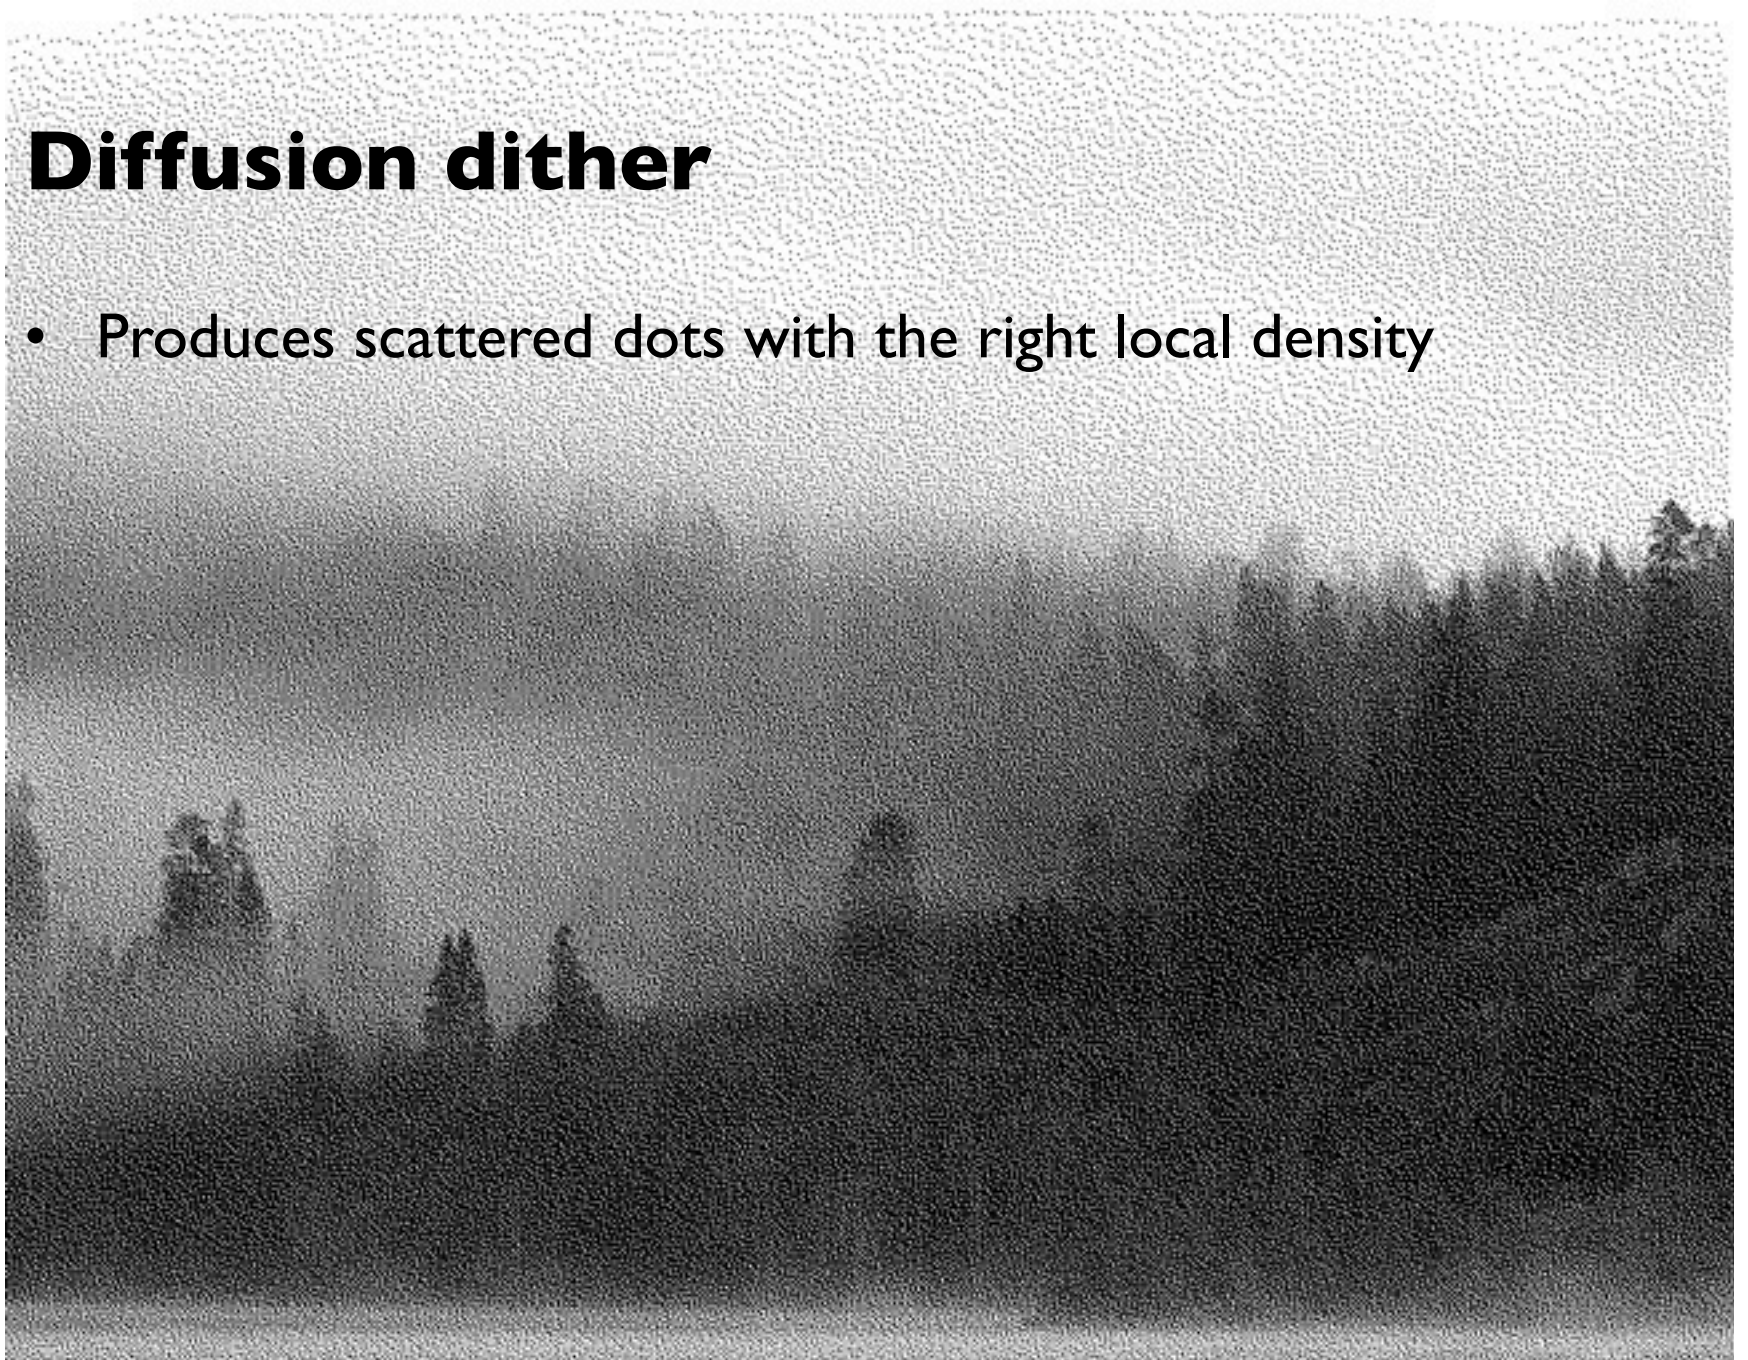 Diffusion dither
• Produces scattered dots with the right local density